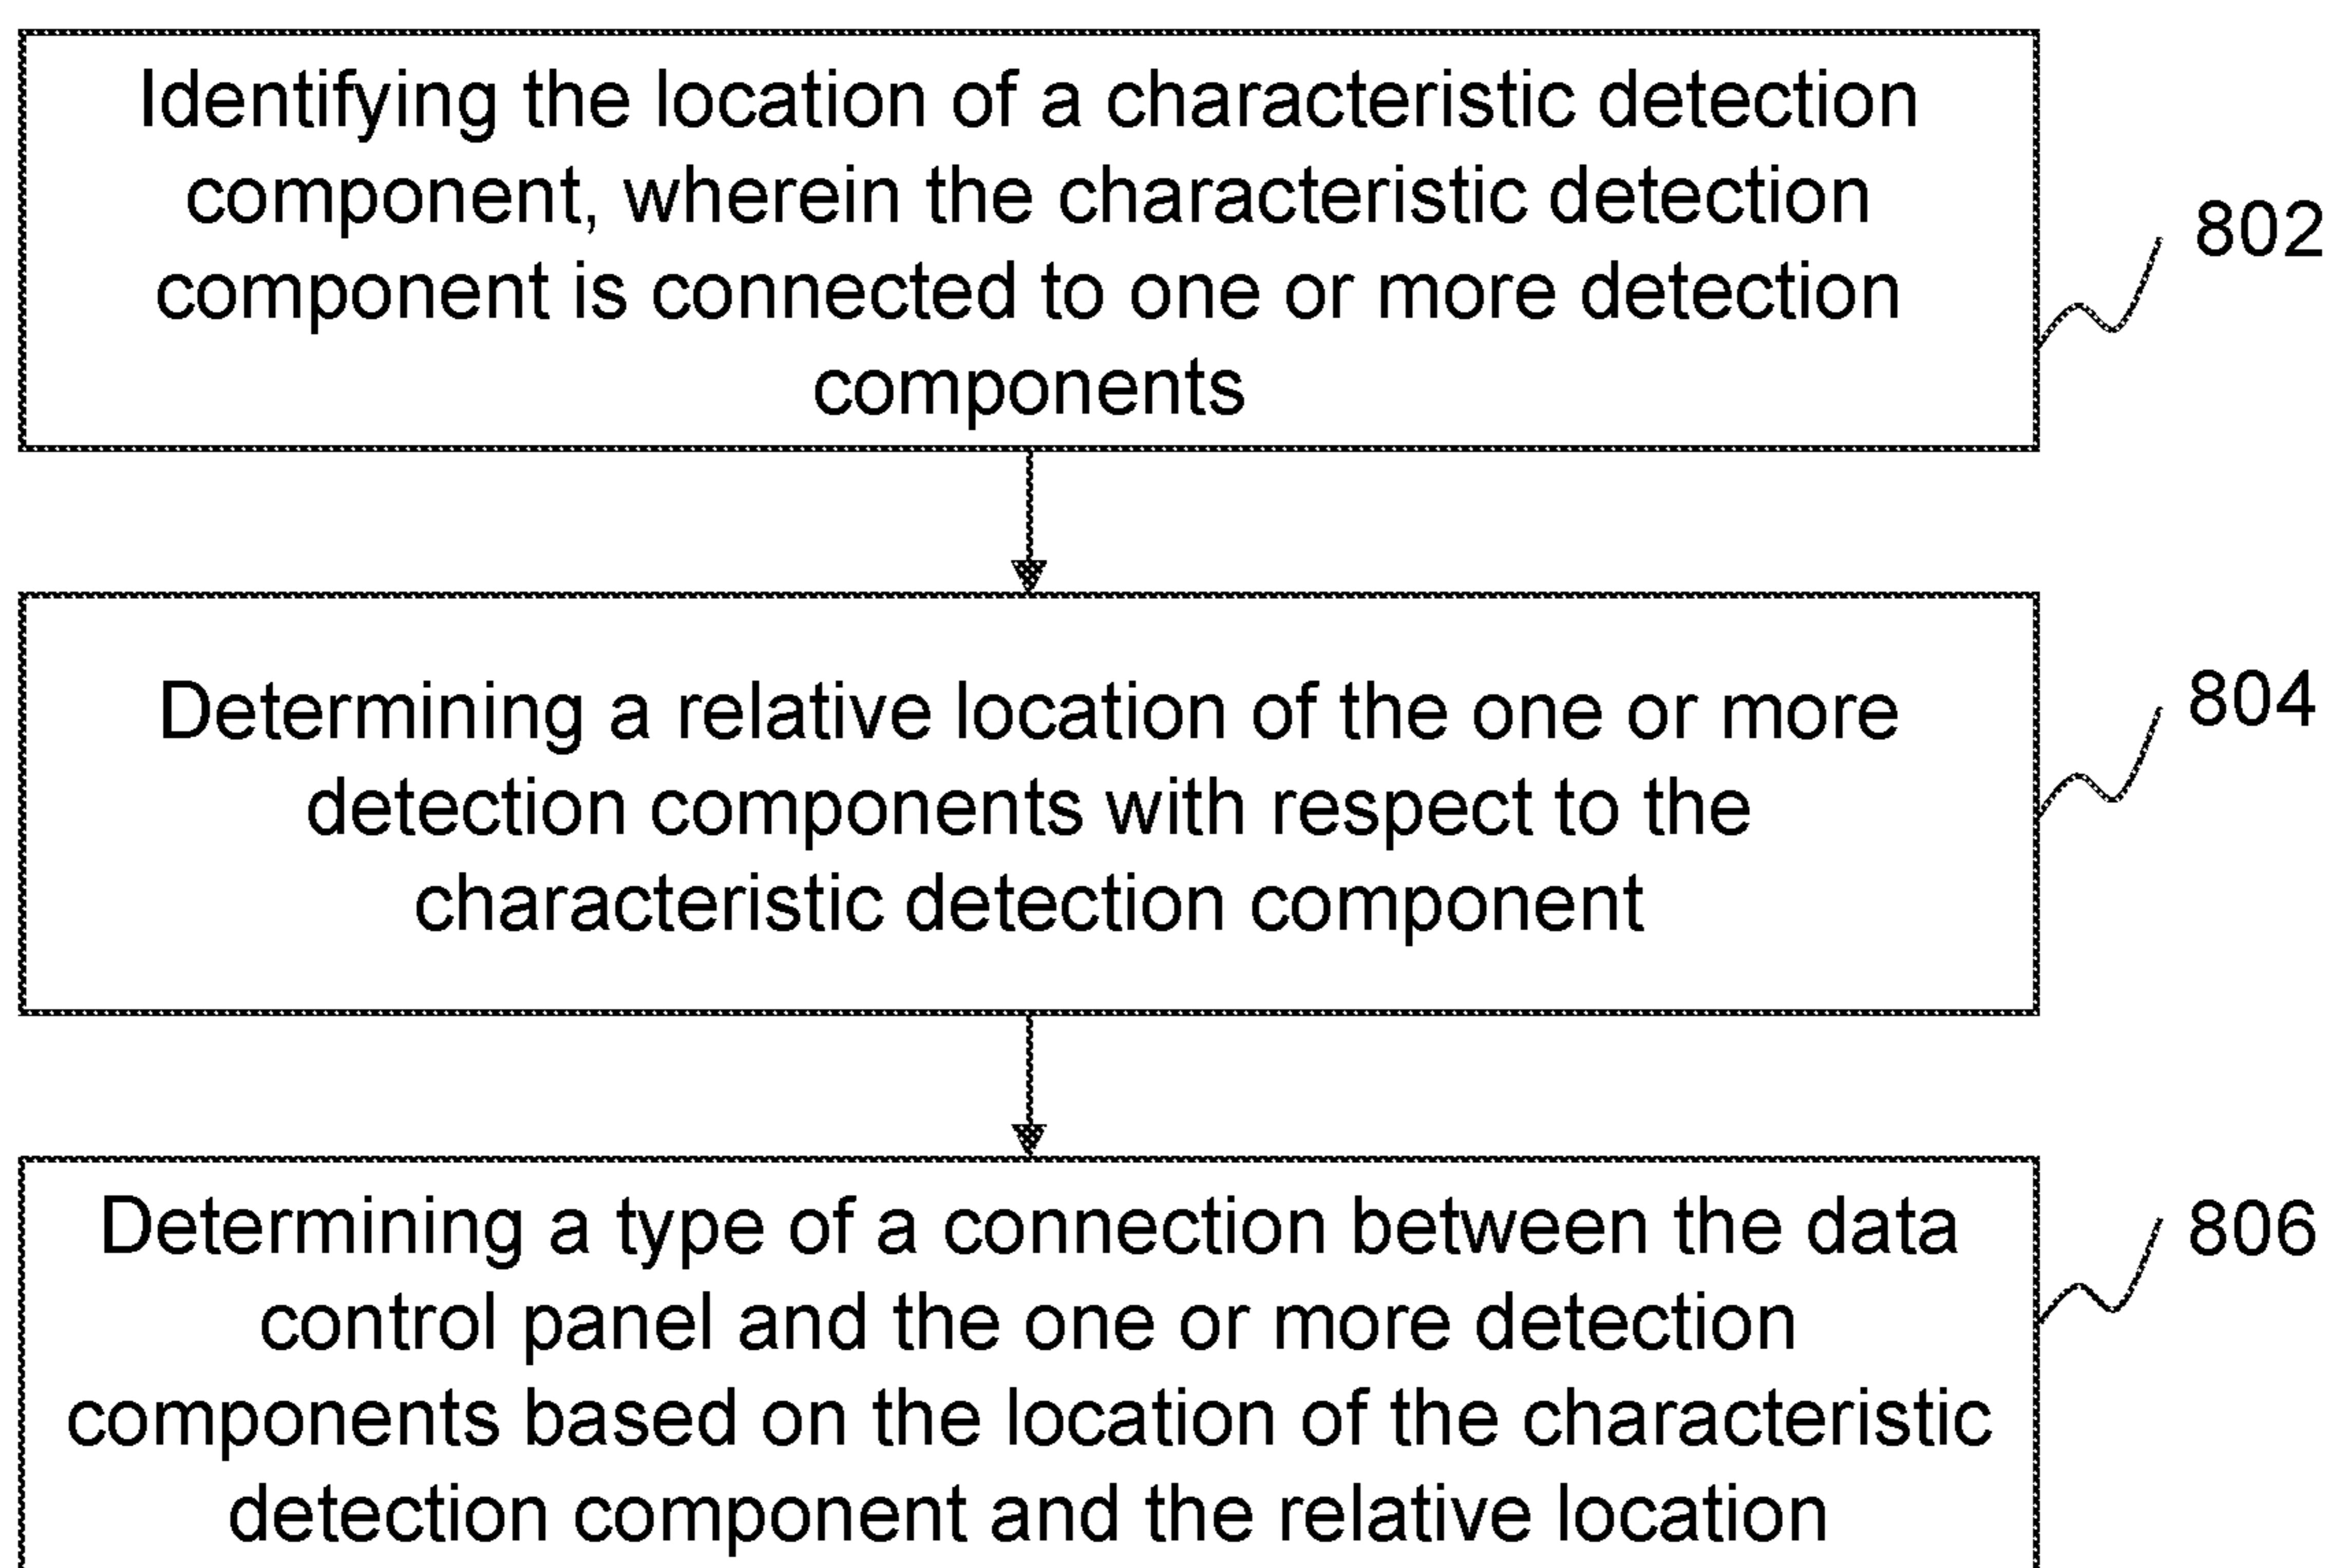 Identifying the location of a characteristic detection
component, wherein the characteristic detection
component is connected to one or more detection
components
802
Determining a relative location of the one or more
detection components with respect to the
characteristic detection component
804
Determining a type of a connection between the data
control panel and the one or more detection
components based on the location of the characteristic
detection component and the relative location
806